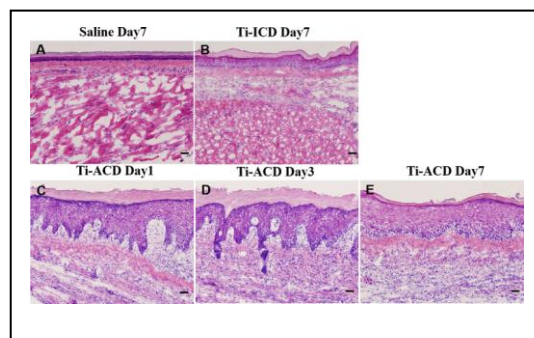 Saline Day7 Ti-ICD Day7
A B
Ti-ACD Day1 Ti-ACD Day3 Ti-ACD Day7
C D E